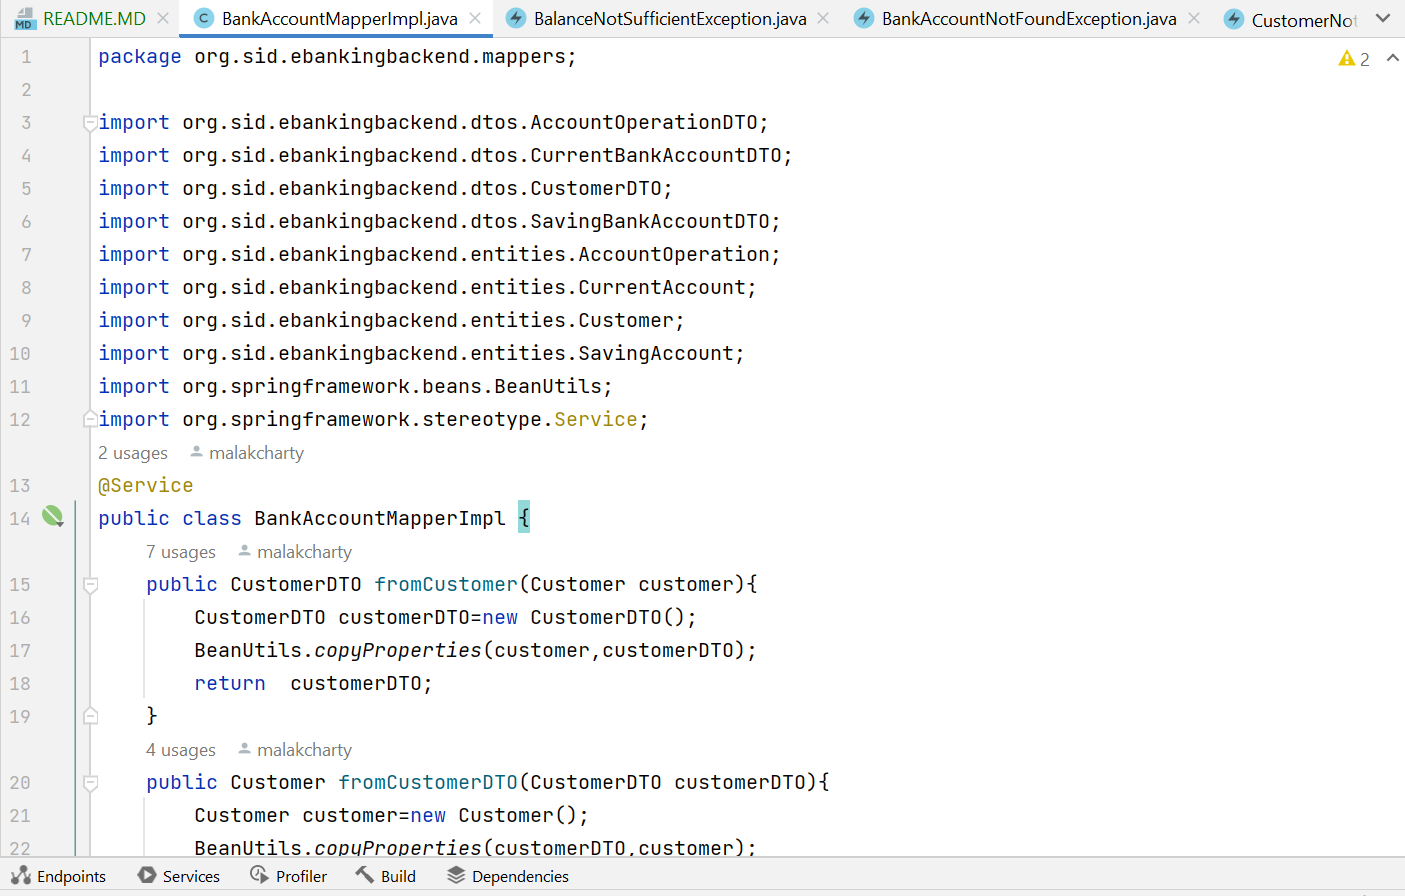 README.MD BankAccountMapperImpl.java BalanceNotSufficientException.java BankAccountNotFoundException.java CustomerNot
1 package org.sid.ebankingbackend.mappers; 2
2
3 import org.sid.ebankingbackend.dtos.AccountOperationDTO;
4 import org.sid.ebankingbackend.dtos.CurrentBankAccountDTO;
5 import org.sid.ebankingbackend.dtos.CustomerDTO;
6 import org.sid.ebankingbackend.dtos.SavingBankAccountDTO;
7 import org.sid.ebankingbackend.entities.AccountOperation;
8 import org.sid.ebankingbackend.entities.CurrentAccount;
9 import org.sid.ebankingbackend.entities.Customer;
10 import org.sid.ebankingbackend.entities.SavingAccount;
11 import org.springframework.beans.BeanUtils;
12 import org.springframework.stereotype.Service;
2 usages malakcharty
13 @Service
14 public class BankAccountMapperImpl {
7 usages malakcharty
15 public CustomerDTO fromCustomer(Customer customer){
16 CustomerDTO customerDTO=new CustomerDTO();
17 BeanUtils.copyProperties(customer,customerDTO);
18 return  customerDTO;
19 }
4 usages malakcharty
20 public Customer fromCustomerDTO(CustomerDTO customerDTO){
21 Customer customer=new Customer();
22 BeanUtils.copyProperties(customerDTO,customer);
Endpoints Services Profiler Build Dependencies